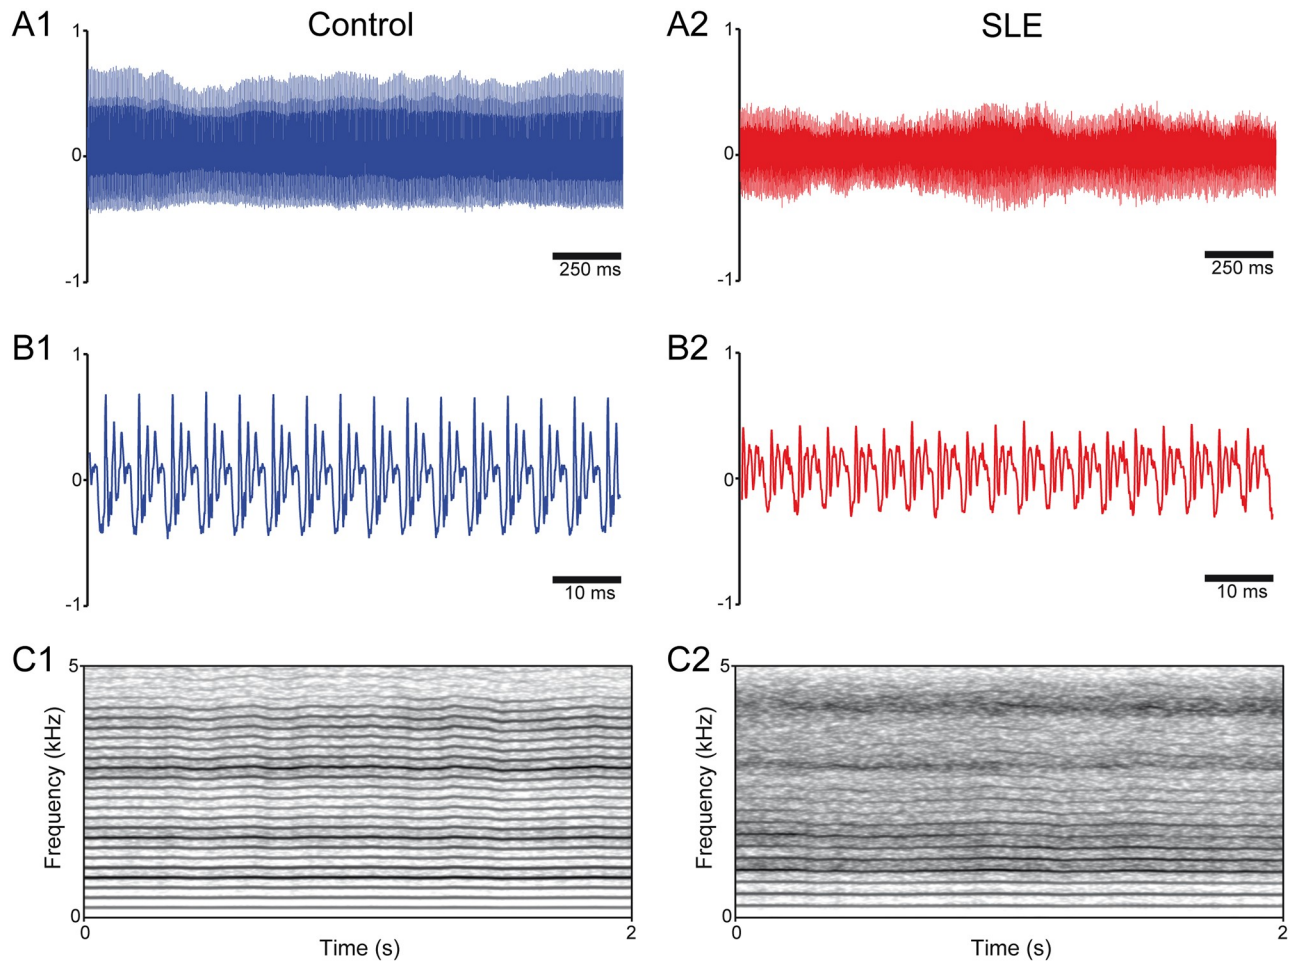 A1 Control A2 SLE
1 1
0 0
-1 -1
250 ms 250 ms
B1 B2
1 1
0 0
-1 -1
10 ms 10 ms
C1 C2
5 5
Frequency (kHz) Frequency (kHz)
0 0
0 2 0 2
Time (s) Time (s)